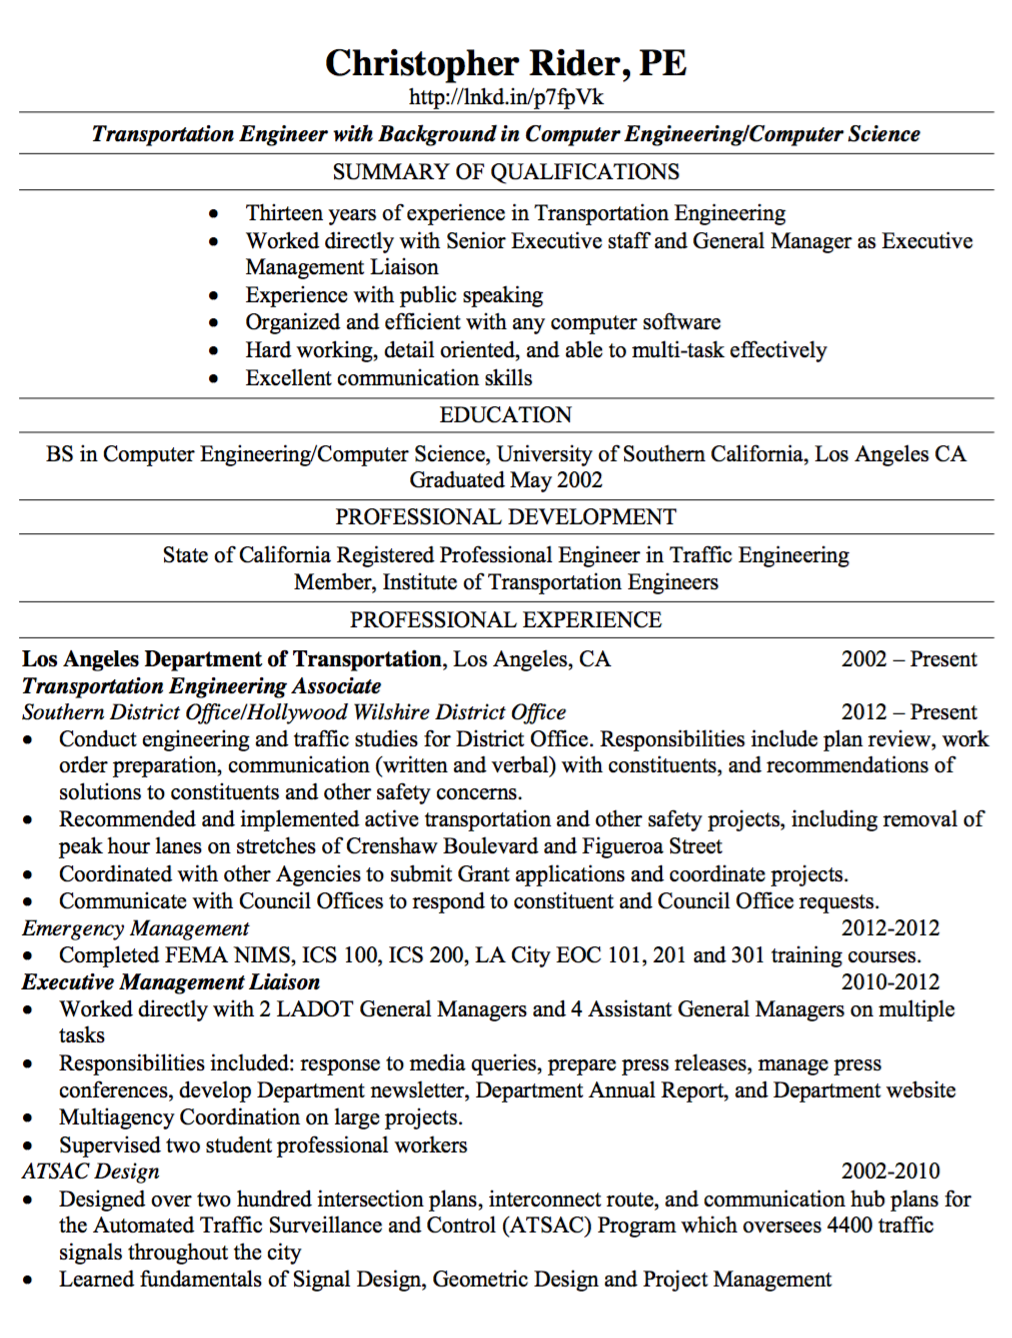 Christopher Rider, PE
http://lnkd.in/p7fpVk
Transportation Engineer with Background in Computer Engineering/Computer Science
SUMMARY OF QUALIFICATIONS
• Thirteen years of experience in Transportation Engineering
• Worked directly with Senior Executive staff and General Manager as Executive
Management Liaison
• Experience with public speaking
• Organized and efficient with any computer software
• Hard working, detail oriented, and able to multi-task effectively
• Excellent communication skills
EDUCATION
BS in Computer Engineering/Computer Science, University of Southern California, Los Angeles CA
Graduated May 2002
PROFESSIONAL DEVELOPMENT
State of California Registered Professional Engineer in Traffic Engineering
Member, Institute of Transportation Engineers
PROFESSIONAL EXPERIENCE
Los Angeles Department of Transportation, Los Angeles, CA 2002 – Present
Transportation Engineering Associate
Southern District Office/Hollywood Wilshire District Office 2012 – Present
• Conduct engineering and traffic studies for District Office. Responsibilities include plan review, work
order preparation, communication (written and verbal) with constituents, and recommendations of
solutions to constituents and other safety concerns.
• Recommended and implemented active transportation and other safety projects, including removal of
peak hour lanes on stretches of Crenshaw Boulevard and Figueroa Street
• Coordinated with other Agencies to submit Grant applications and coordinate projects.
• Communicate with Council Offices to respond to constituent and Council Office requests.
Emergency Management 2012-2012
• Completed FEMA NIMS, ICS 100, ICS 200, LA City EOC 101, 201 and 301 training courses.
Executive Management Liaison 2010-2012
• Worked directly with 2 LADOT General Managers and 4 Assistant General Managers on multiple
tasks
• Responsibilities included: response to media queries, prepare press releases, manage press
conferences, develop Department newsletter, Department Annual Report, and Department website
• Multiagency Coordination on large projects.
• Supervised two student professional workers
ATSAC Design 2002-2010
• Designed over two hundred intersection plans, interconnect route, and communication hub plans for
the Automated Traffic Surveillance and Control (ATSAC) Program which oversees 4400 traffic
signals throughout the city
• Learned fundamentals of Signal Design, Geometric Design and Project Management